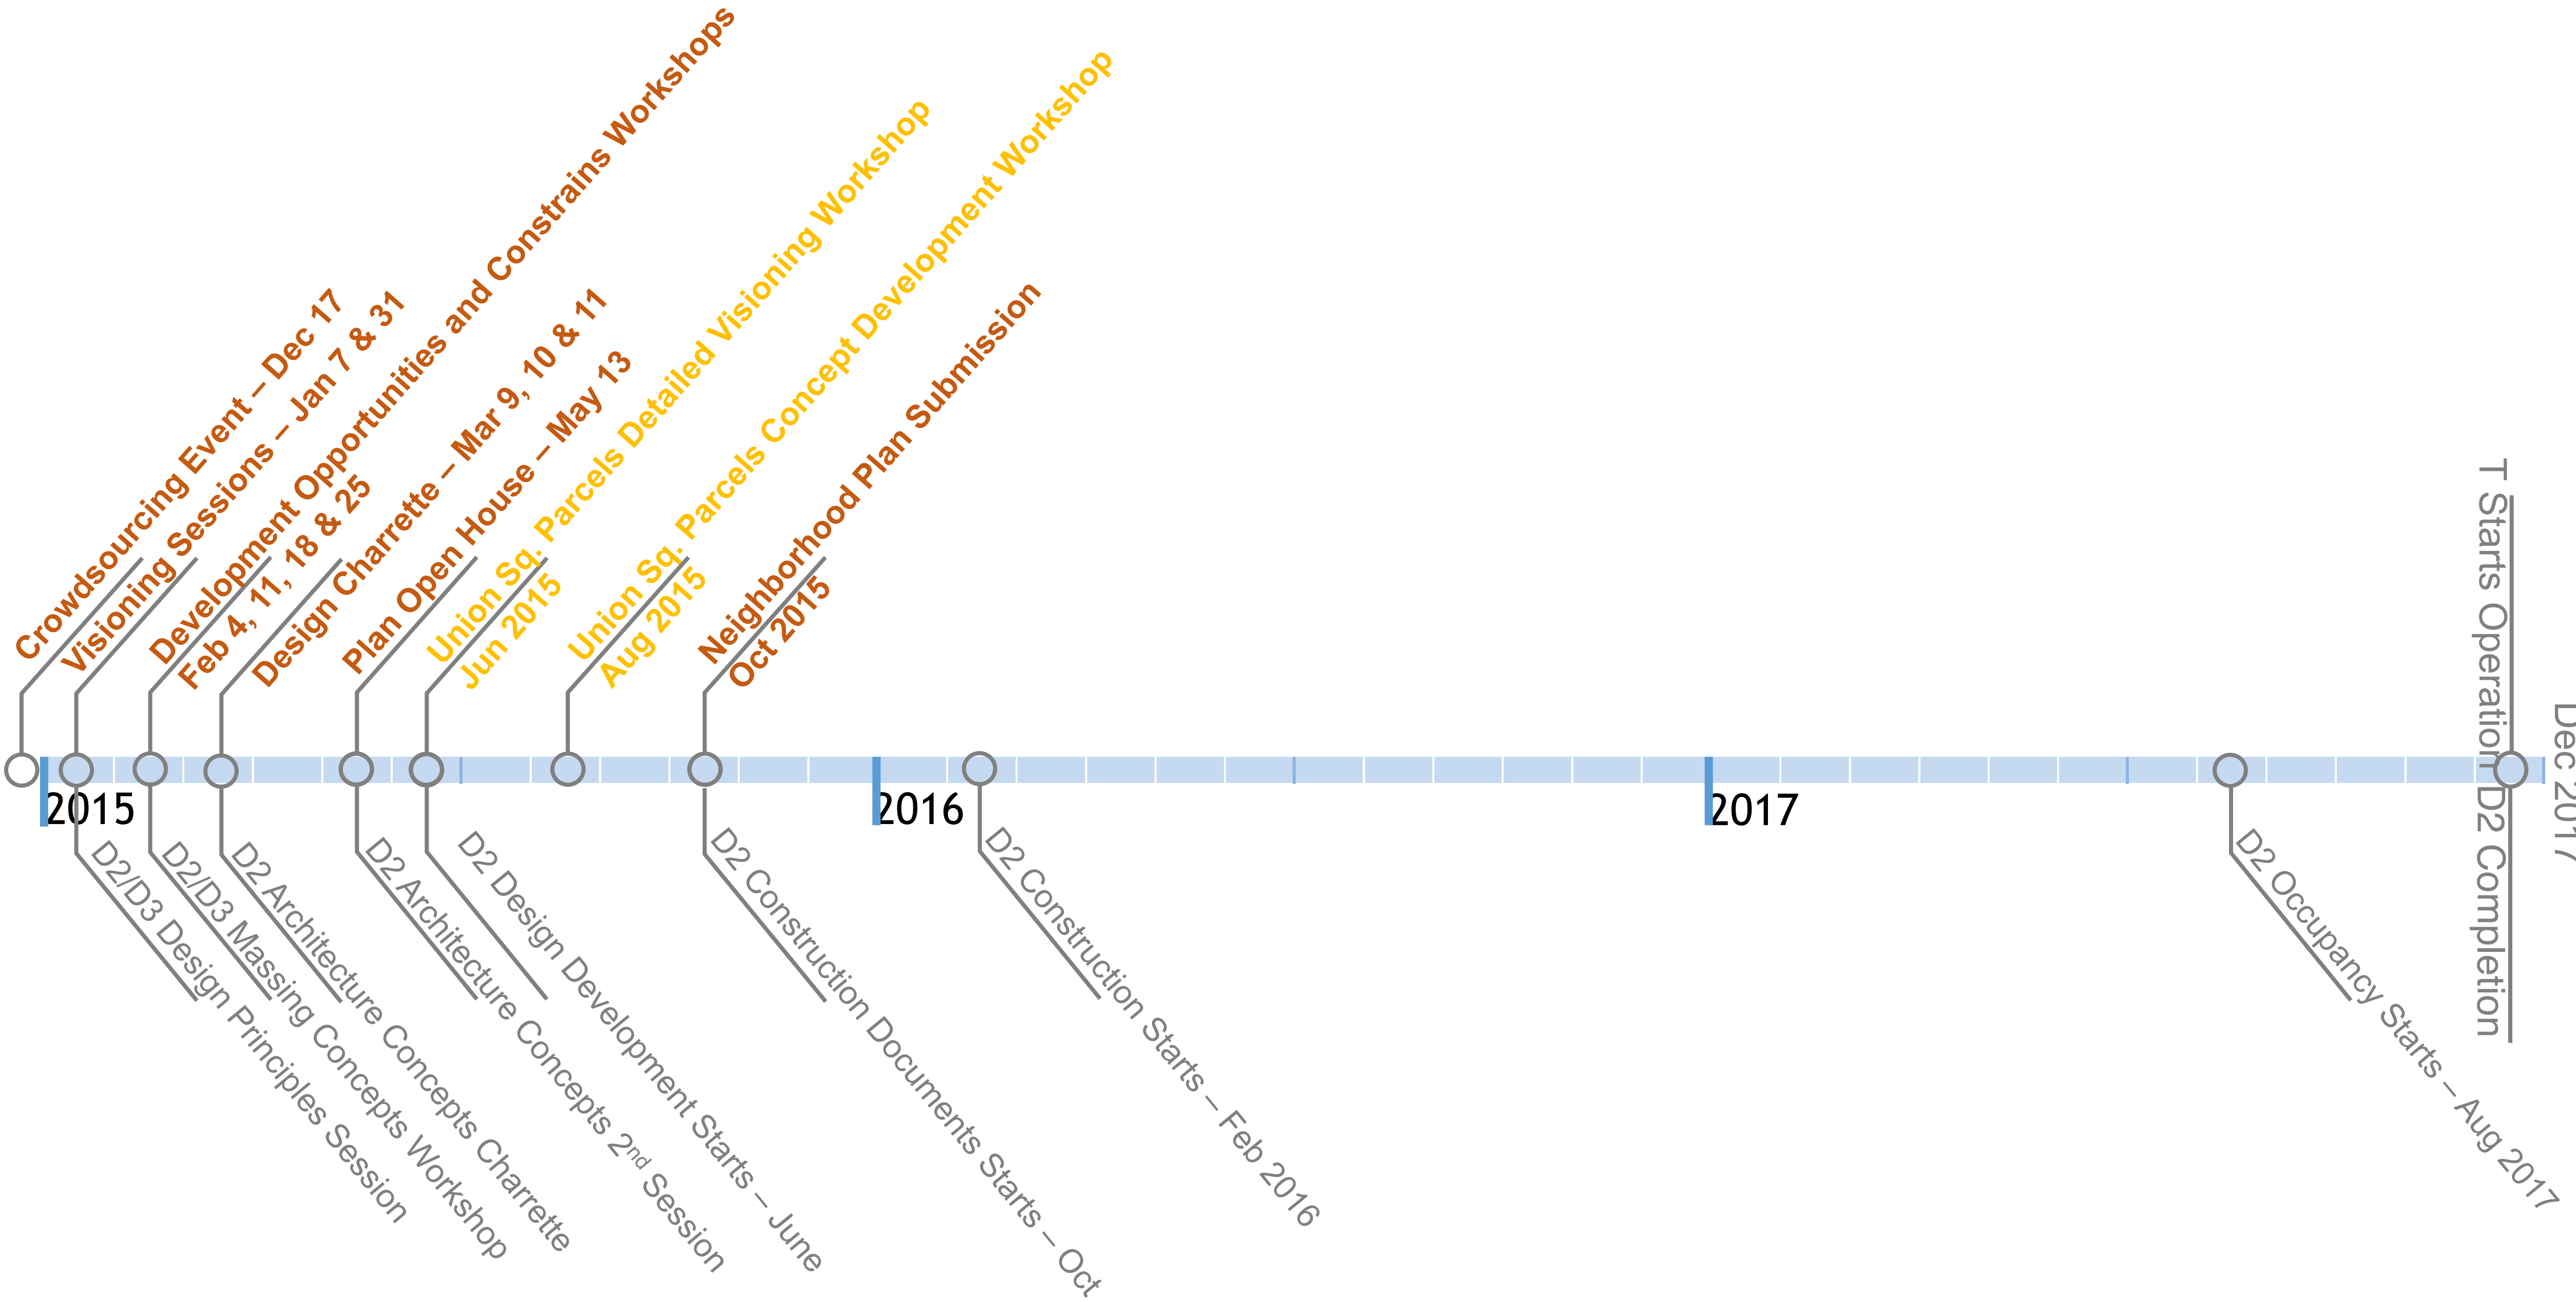 Crowdsourcing Event – Dec 17
Visioning Sessions – Jan 7 & 31
Development Opportunities and Constrains Workshops
Feb 4, 11, 18 & 25
Design Charrette – Mar 9, 10 & 11
Plan Open House – May 13
Union Sq. Parcels Detailed Visioning Workshop
Jun 2015
Union Sq. Parcels Concept Development Workshop
Aug 2015
Neighborhood Plan Submission
Oct 2015
T Starts Operation
Dec 2017
2015
2016
2017
D2/D3 Design Principles Session
D2/D3 Massing Concepts Workshop
D2 Architecture Concepts Charrette
D2 Architecture Concepts 2nd Session
D2 Design Development Starts – June
D2 Construction Documents Starts – Oct
D2 Construction Starts – Feb 2016
D2 Occupancy Starts – Aug 2017
D2 Completion